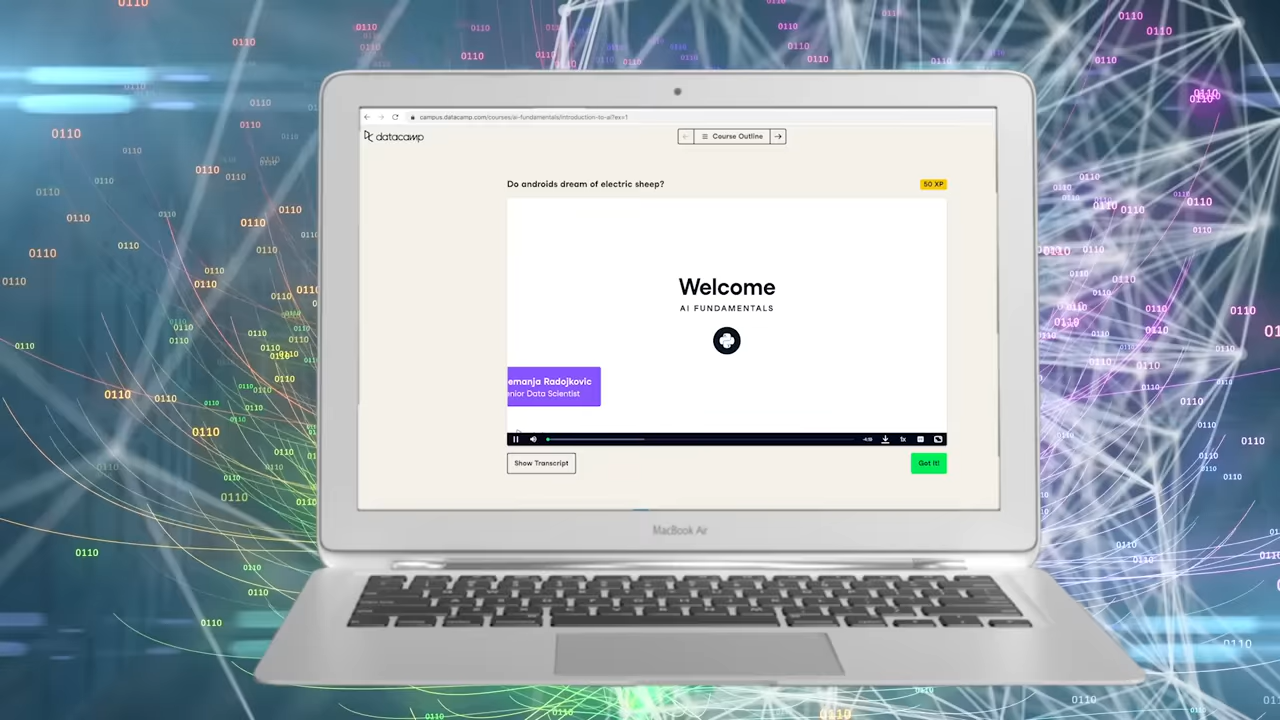 campus.datacamp.com/courses/ai-fundamentals/introduction-to-ai?ex=1
datacamp
Course Outline
Do androids dream of electric sheep?
50 XP
Welcome
AI FUNDAMENTALS
emanja Radojkovic
enior Data Scientist
1x
Show Transcript
Got it!
MacBook Air
0110